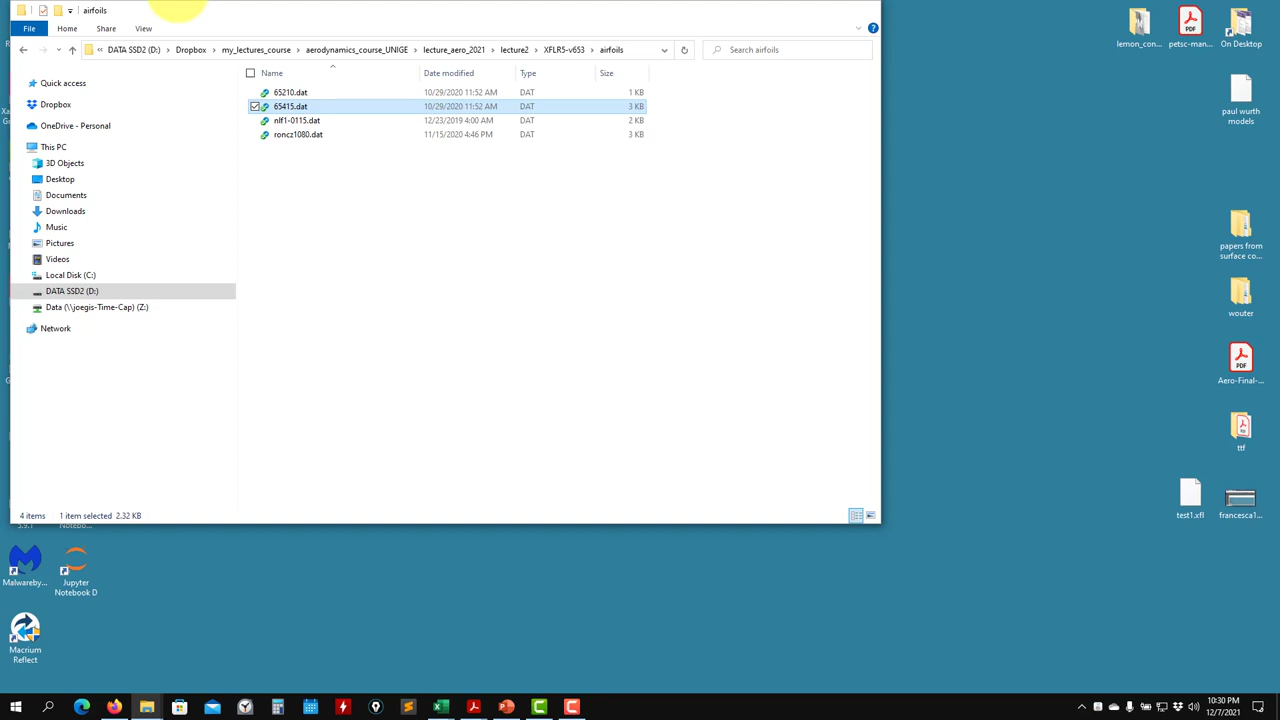 airfoils
File Home Share View
« DATA SSD2 (D:) Dropbox my_lectures_course aerodynamics_course_UNIGE lecture_aero_2021 lecture2 XFLR5-v653 airfoils Search airfoils
Name Date modified Type Size
65210.dat 10/29/2020 11:52 AM DAT 1 KB
65415.dat 10/29/2020 11:52 AM DAT 3 KB
nlf1-0115.dat 12/23/2019 4:00 AM DAT 2 KB
roncz1080.dat 11/15/2020 4:46 PM DAT 3 KB
Quick access
Dropbox
OneDrive - Personal
This PC
3D Objects
Desktop
Documents
Downloads
Music
Pictures
Videos
Local Disk (C:)
DATA SSD2 (D:)
Data (\\joegis-Time-Cap) (Z:)
Network
4 items 1 item selected 2.32 KB
lemon_con... petsc-man... On Desktop
paul wurth
models
papers from
surface co...
wouter
Aero-Final-...
ttf
test1.xfl francesca1...
Malwareby... Jupyter
Notebook D
Macrium
Reflect
10:30 PM
12/7/2021